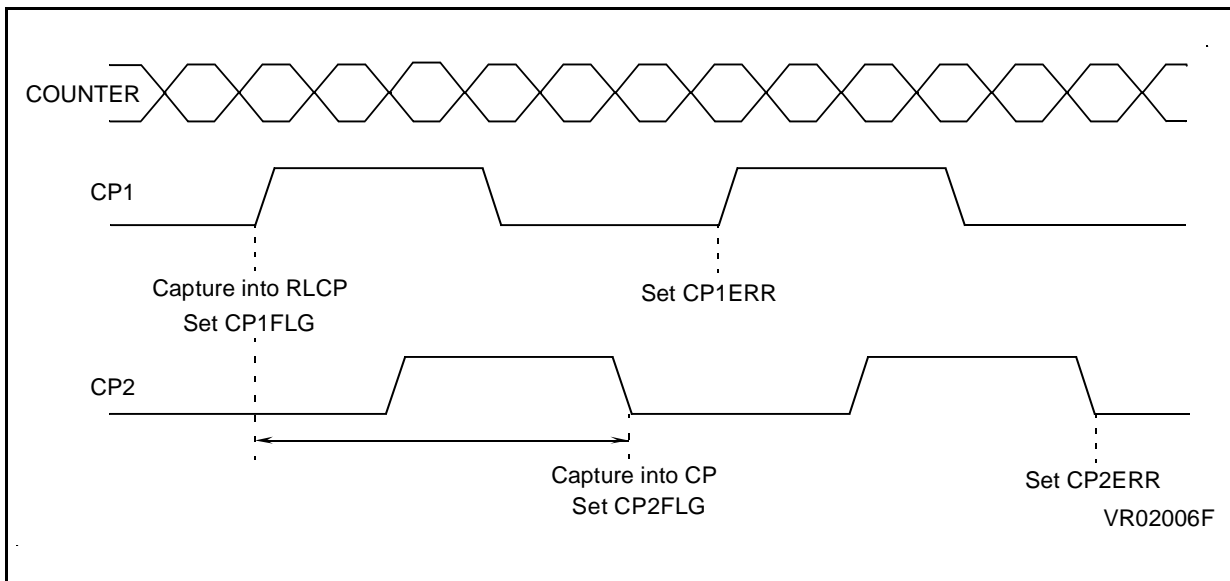 COUNTER
CP1
Capture into RLCP
Set CP1FLG
Set CP1ERR
CP2
Capture into CP
Set CP2FLG
Set CP2ERR
VR02006F